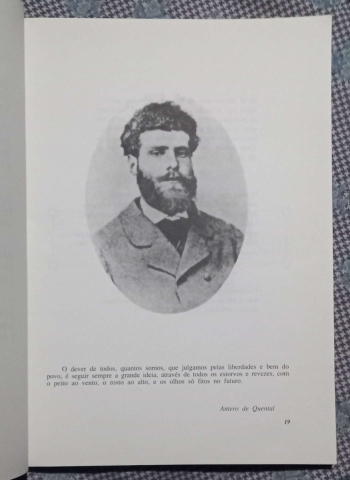 O dever de todos, quantos somos, que julgamos pelas liberdades e bem do
povo, é seguir sempre a grande ideia, através de todos os estorvos e revezes, com
o peito ao vento, o rosto ao alto, e os olhos só fitos no futuro.
Antero de Quental
19